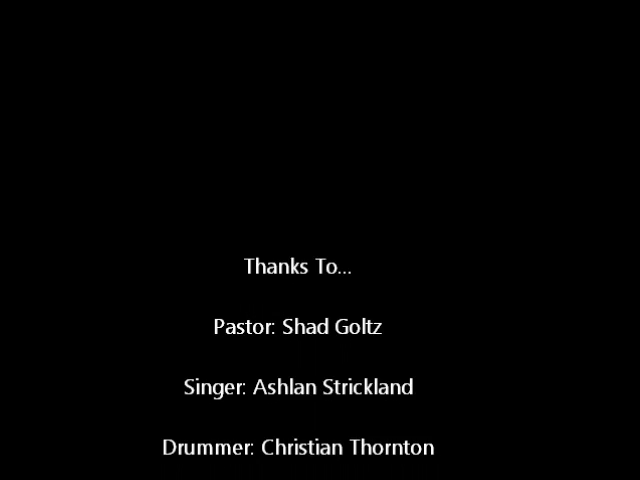 Thanks To...
Pastor: Shad Goltz
Singer: Ashlan Strickland
Drummer: Christian Thornton